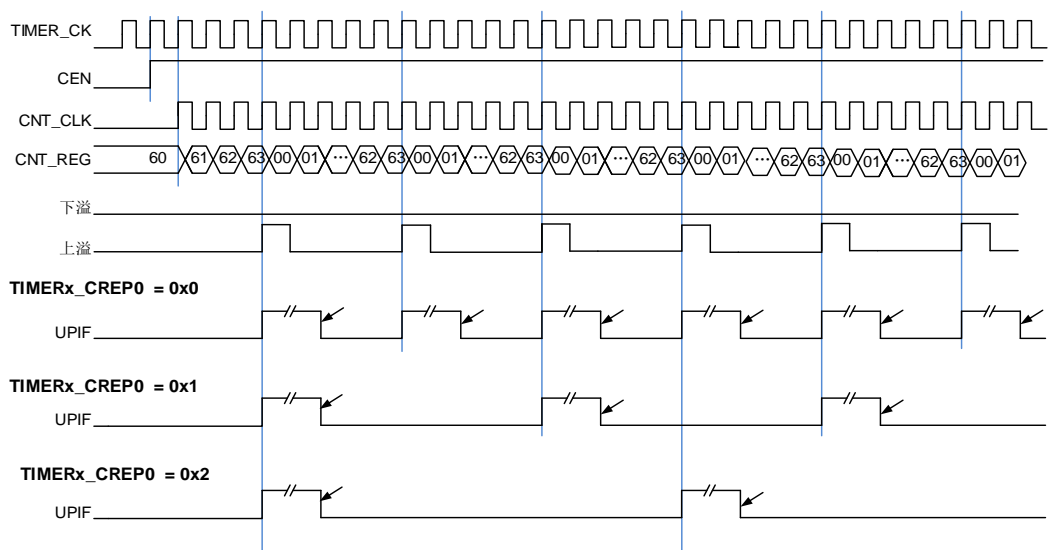 TIMER_CK
CEN
CNT_CLK
CNT_REG 60 61 62 63 00 01 ... 62 63 00 01 ... 62 63 00 01 ... 62 63 00 01 ... 62 63 00 01 ... 62 63 00 01
下溢
上溢
TIMERx_CREP0 = 0x0
UPIF
TIMERx_CREP0 = 0x1
UPIF
TIMERx_CREP0 = 0x2
UPIF